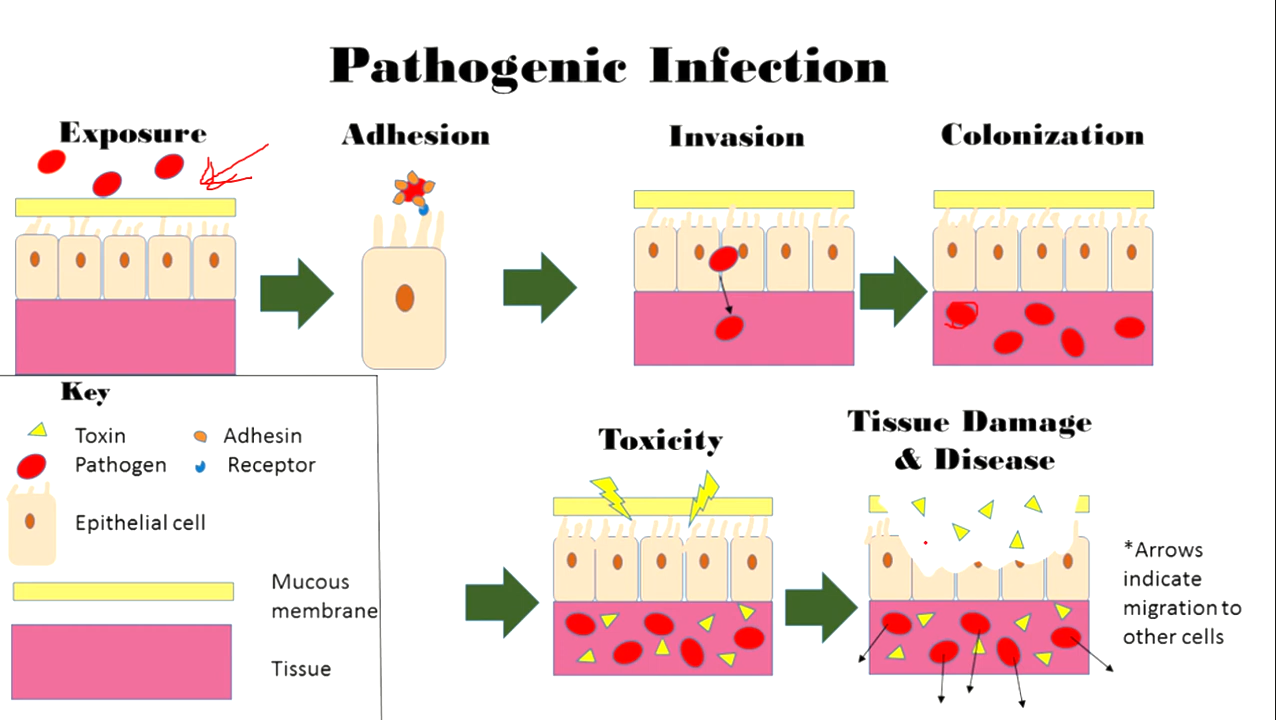 Pathogenic Infection
Exposure
Adhesion
Invasion
Colonization
Key
Toxin
Adhesin
Pathogen
Receptor
Epithelial cell
Mucous
membrane
Tissue
Toxicity
Tissue Damage
& Disease
*Arrows
indicate
migration to
other cells